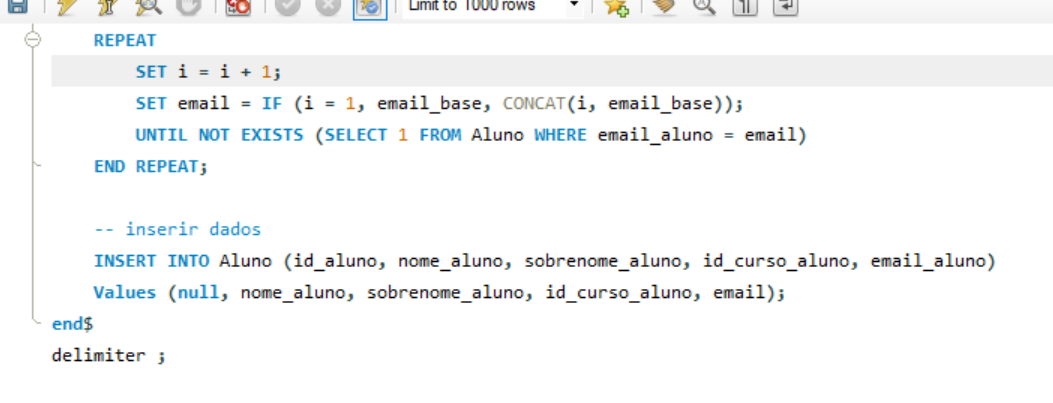 Limit to 1000 rows
REPEAT
SET i = i + 1;
SET email = IF (i = 1, email_base, CONCAT(i, email_base));
UNTIL NOT EXISTS (SELECT 1 FROM Aluno WHERE email_aluno = email)
END REPEAT;
-- inserir dados
INSERT INTO Aluno (id_aluno, nome_aluno, sobrenome_aluno, id_curso_aluno, email_aluno)
Values (null, nome_aluno, sobrenome_aluno, id_curso_aluno, email);
end$
delimiter ;